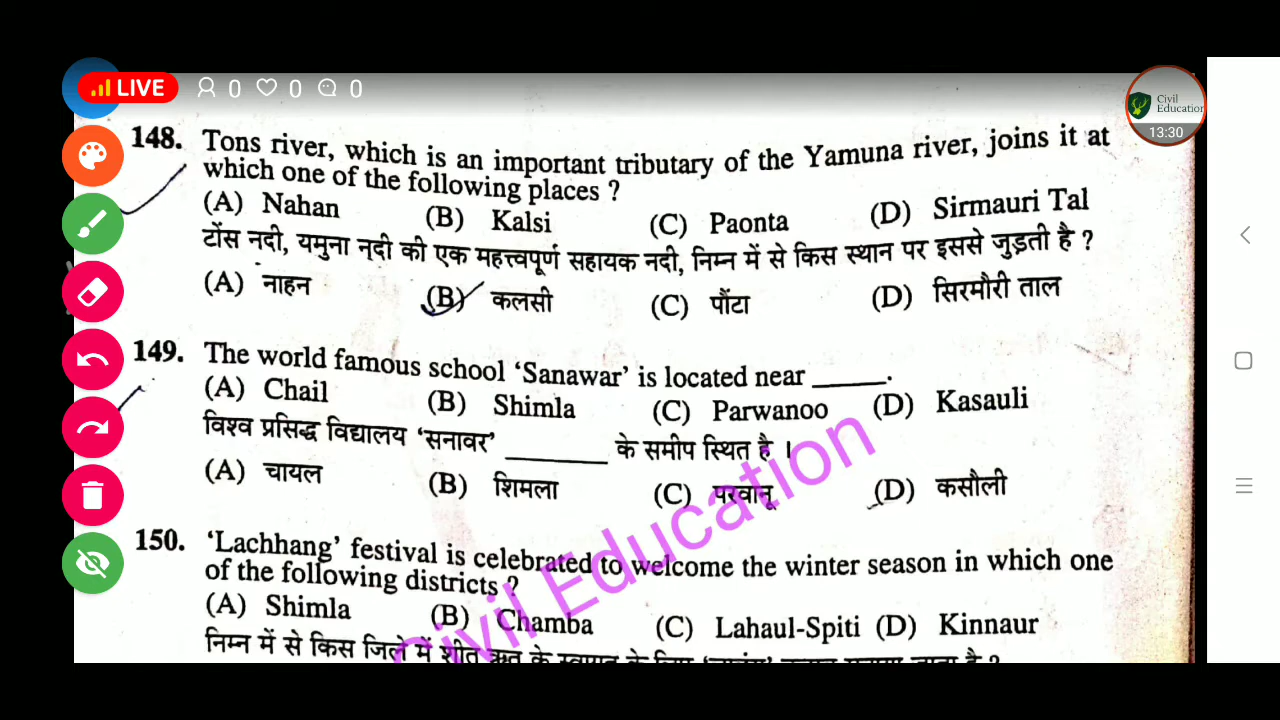 LIVE 0 0 0
Civil Education
13:30
148. Tons river, which is an important tributary of the Yamuna river, joins it at
which one of the following places ?
(A) Nahan (B) Kalsi (C) Paonta (D) Sirmauri Tal
टोंस नदी, यमुना नदी की एक महत्त्वपूर्ण सहायक नदी, निम्न में से किस स्थान पर इससे जुड़ती है ?
(A) नाहन (B) कलसी (C) पौंटा (D) सिरमौरी ताल
149. The world famous school ‘Sanawar’ is located near _____.
(A) Chail (B) Shimla (C) Parwanoo (D) Kasauli
विश्व प्रसिद्ध विद्यालय ‘सनावर’ _______ के समीप स्थित है ।
(A) चायल (B) शिमला (C) परवानू (D) कसौली
150. ‘Lachhang’ festival is celebrated to welcome the winter season in which one
of the following districts ?
(A) Shimla (B) Chamba (C) Lahaul-Spiti (D) Kinnaur
निम्न में से किस जिले में शीत ऋतु के स्वागत के लिए
Civil Education